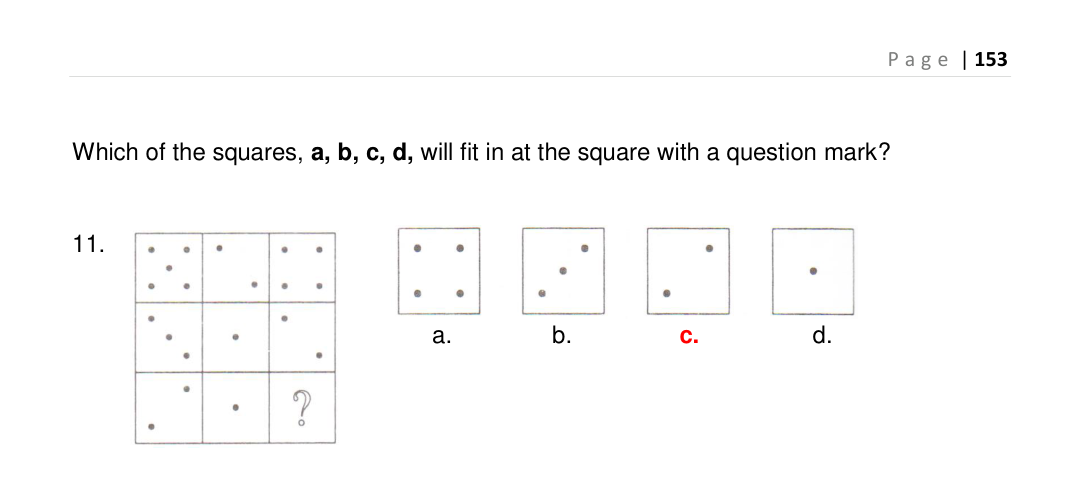 Page | 153
Which of the squares, a, b, c, d, will fit in at the square with a question mark?
11.
?
a. b. c. d.